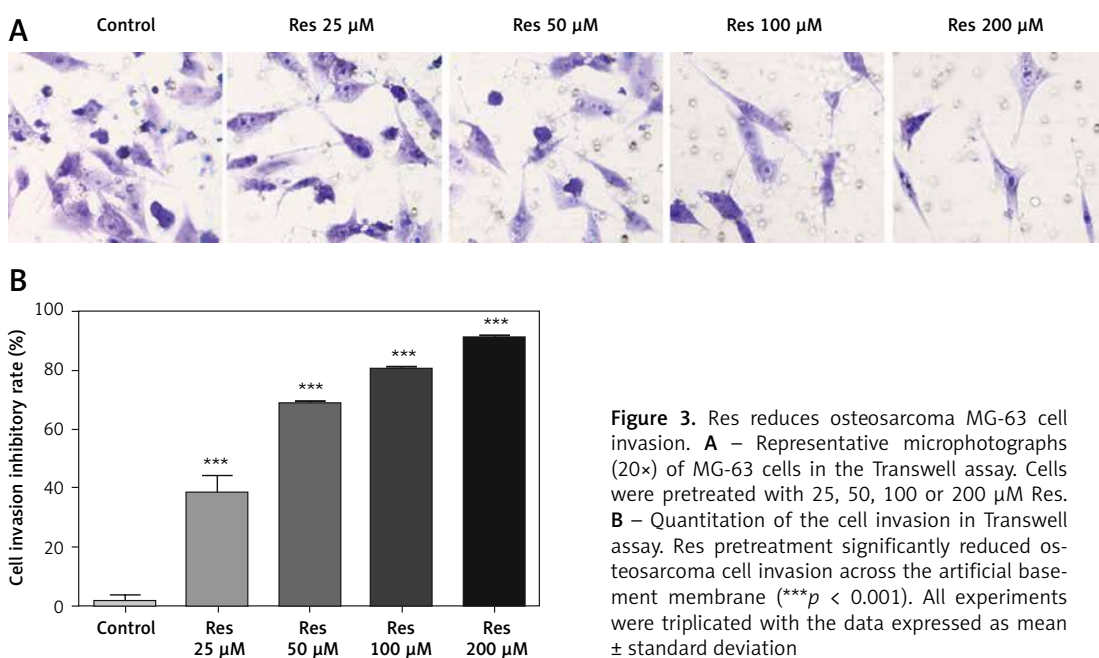 A
Control
Res 25 µM
Res 50 µM
Res 100 µM
Res 200 µM
B
Cell invasion inhibitory rate (%)
100
80
60
40
20
0
***
***
***
***
Control
Res
25 µM
Res
50 µM
Res
100 µM
Res
200 µM
Figure 3. Res reduces osteosarcoma MG-63 cell
invasion. A – Representative microphotographs
(20×) of MG-63 cells in the Transwell assay. Cells
were pretreated with 25, 50, 100 or 200 µM Res.
B – Quantitation of the cell invasion in Transwell
assay. Res pretreatment significantly reduced os-
teosarcoma cell invasion across the artificial base-
ment membrane (***p < 0.001). All experiments
were triplicated with the data expressed as mean
± standard deviation